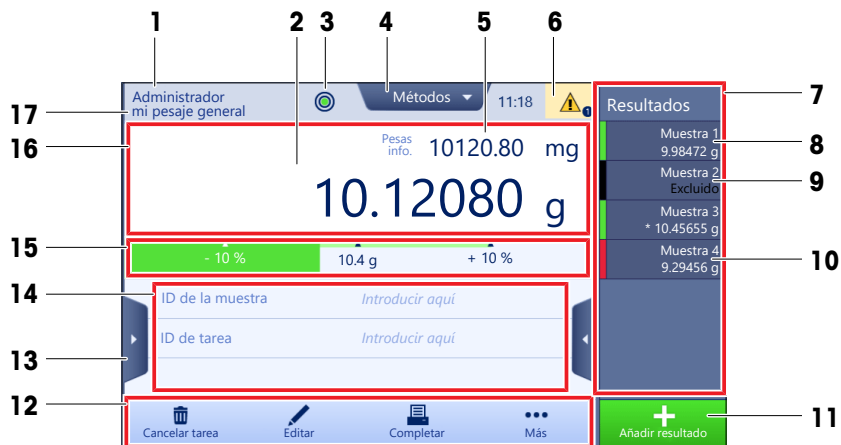 1
2
3
4
5
6
Administrador
mi pesaje general
Métodos
11:18
1
Resultados
7
17
16
Pesas
info.
10120.80 mg
10.12080 g
Muestra 1
9.98472 g
8
Muestra 2
Excluido
9
Muestra 3
* 10.45655 g
Muestra 4
9.29456 g
10
15
- 10 %
10.4 g
+ 10 %
14
ID de la muestra Introducir aquí
ID de tarea Introducir aquí
13
12
Cancelar tarea
Editar
Completar
Más
Añadir resultado
11